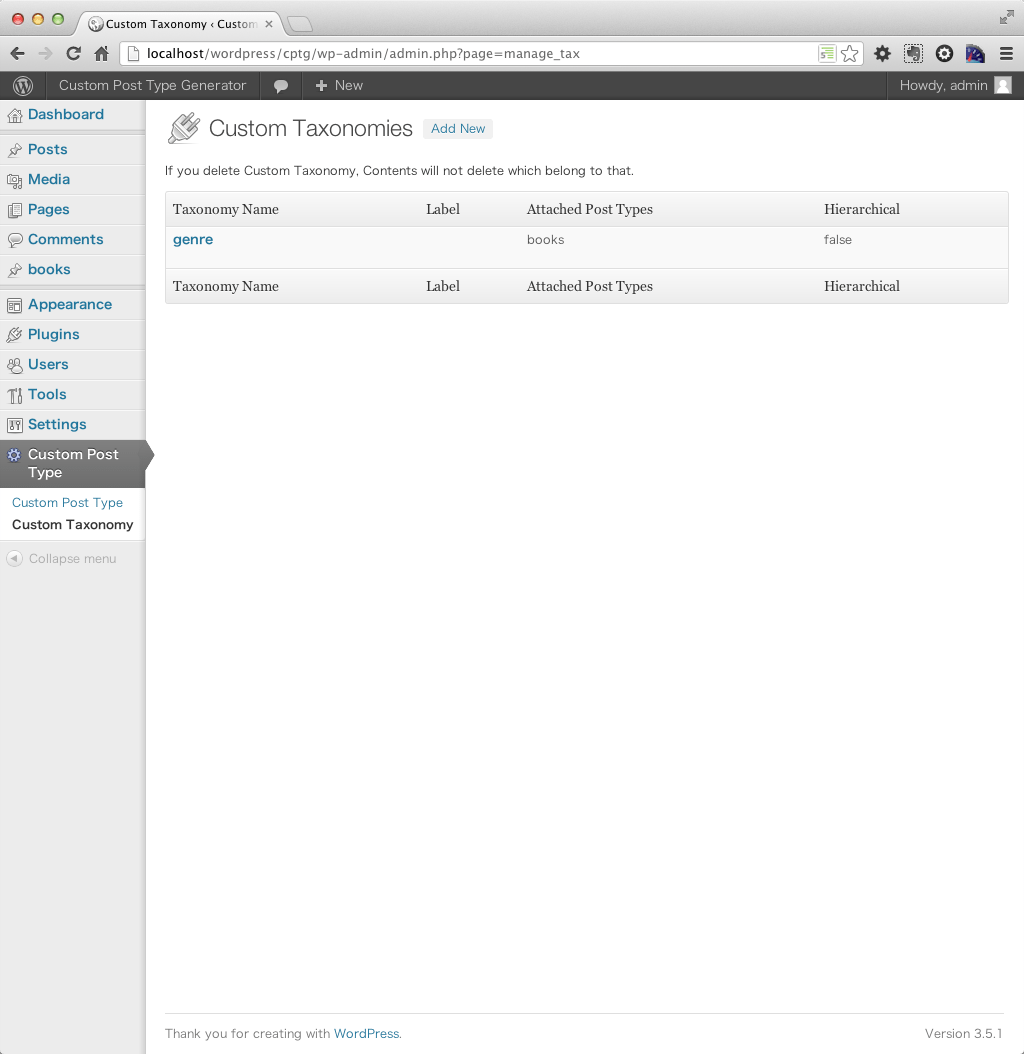 Custom Taxonomy ‹ Custom
localhost/wordpress/cptg/wp-admin/admin.php?page=manage_tax
Custom Post Type Generator
New
Howdy, admin
Dashboard
Posts
Media
Pages
Comments
books
Appearance
Plugins
Users
Tools
Settings
Custom Post
Type
Custom Post Type
Custom Taxonomy
Collapse menu
Custom Taxonomies Add New
If you delete Custom Taxonomy, Contents will not delete which belong to that.
Taxonomy Name Label Attached Post Types Hierarchical
genre books false
Taxonomy Name Label Attached Post Types Hierarchical
Thank you for creating with WordPress. Version 3.5.1